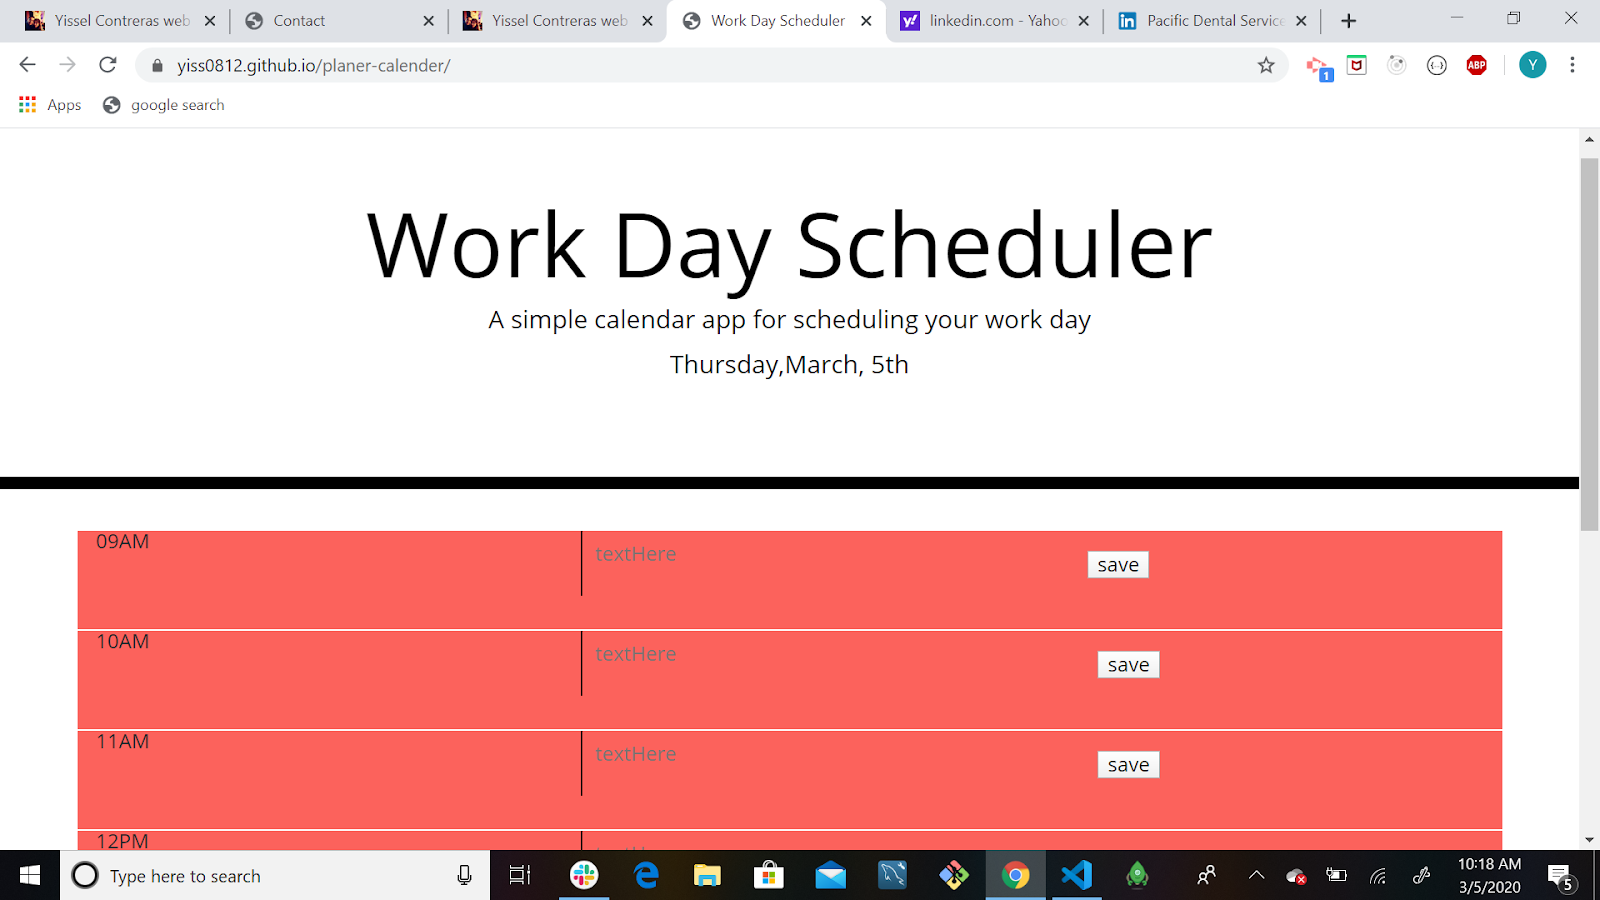 Yissel Contreras web
Contact
Yissel Contreras web
Work Day Scheduler
linkedin.com - Yahoo
Pacific Dental Service
yiss0812.github.io/planer-calender/
1
ABP
Y
Apps
google search
Work Day Scheduler
A simple calendar app for scheduling your work day
Thursday,March, 5th
09AM
textHere
save
10AM
textHere
save
11AM
textHere
save
12PM
Type here to search
10:18 AM
3/5/2020
5